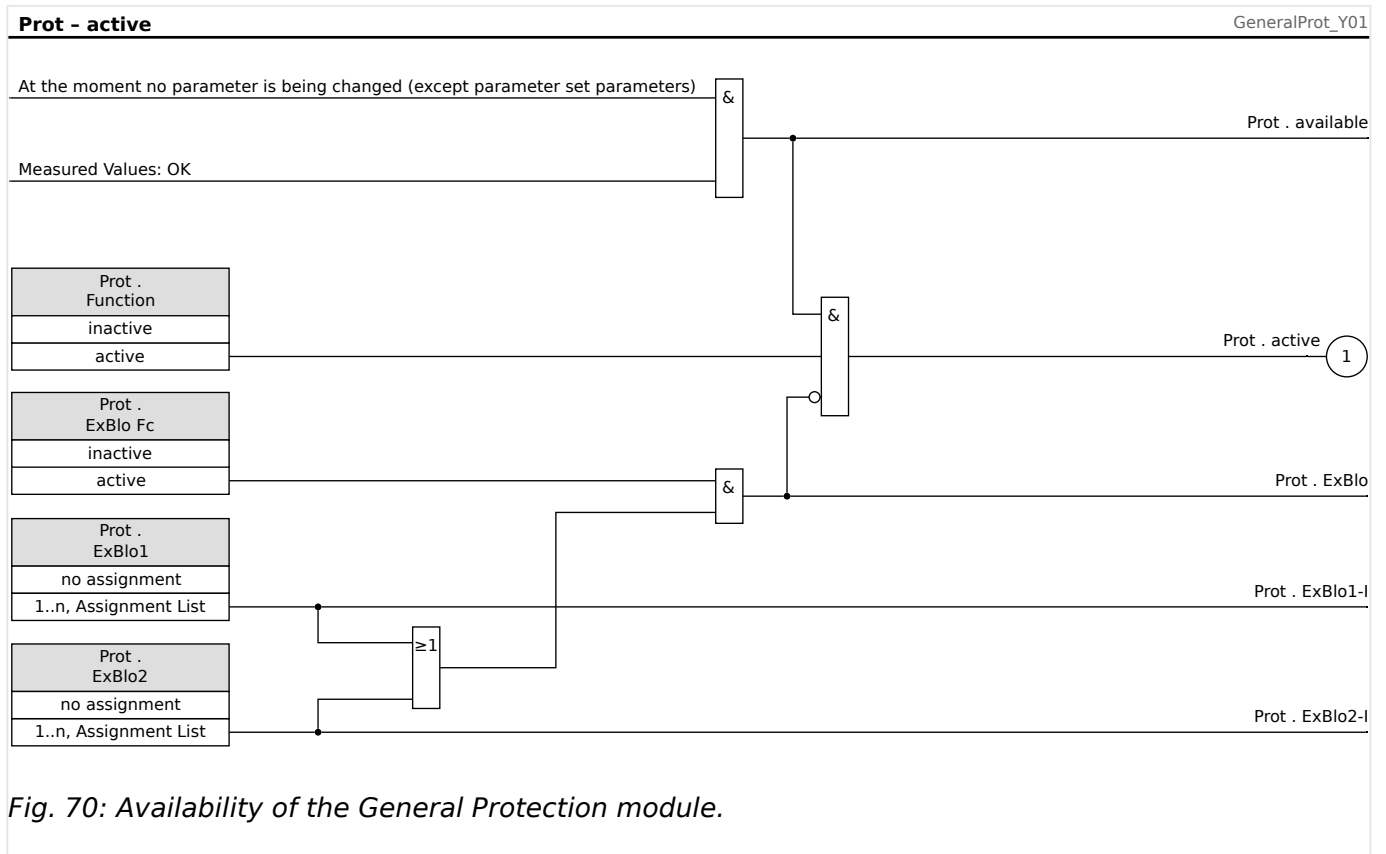 Prot – active
GeneralProt_Y01
At the moment no parameter is being changed (except parameter set parameters)
&
Prot . available
Measured Values: OK
Prot .
Function
inactive
active
&
Prot . active
1
Prot .
ExBlo Fc
inactive
active
&
Prot . ExBlo
Prot .
ExBlo1
no assignment
1..n, Assignment List
Prot . ExBlo1-I
≥1
Prot .
ExBlo2
no assignment
1..n, Assignment List
Prot . ExBlo2-I
Fig. 70: Availability of the General Protection module.